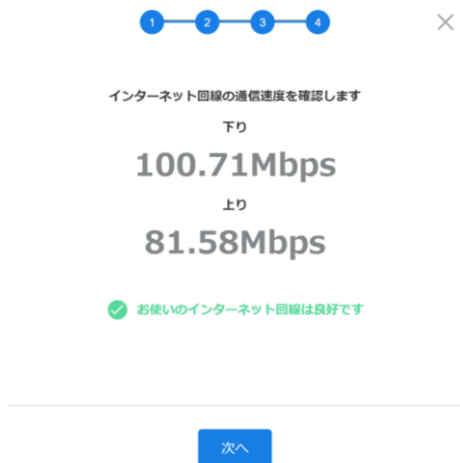 1 2 3 4
インターネット回線の通信速度を確認します
下り
100.71Mbps
上り
81.58Mbps
お使いのインターネット回線は良好です
次へ